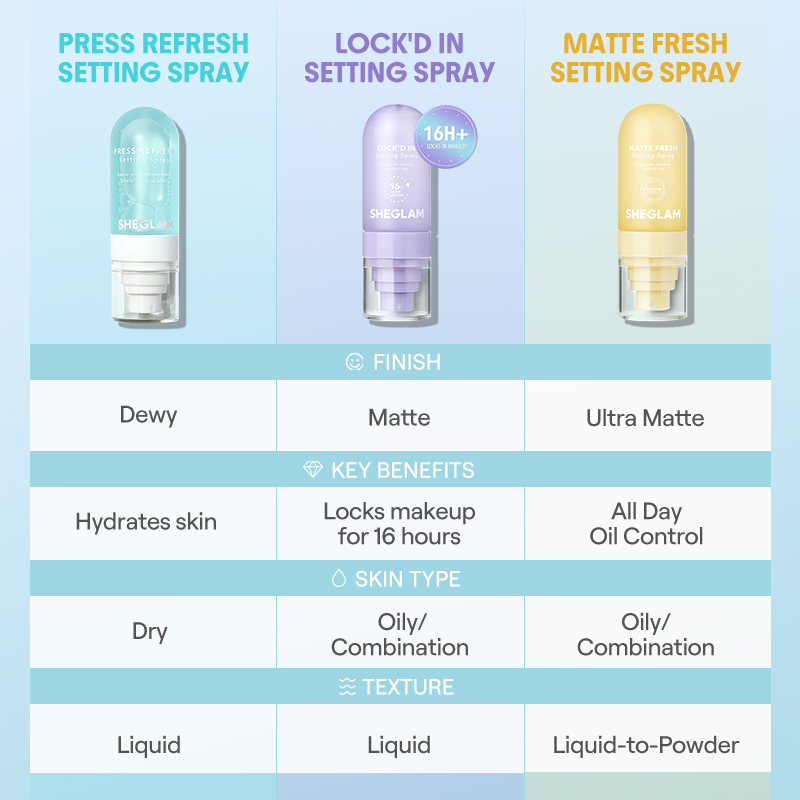 PRESS REFRESH
SETTING SPRAY
LOCK'D IN
SETTING SPRAY
MATTE FRESH
SETTING SPRAY
PRESS REFRESH
Setting Spray
SHEGLAM
LOCK'D IN
Setting Spray
16
SHEGLAM
16H+
LOCKS IN MAKEUP
MATTE FRESH
Setting Spray
SHEGLAM
FINISH
Dewy
Matte
Ultra Matte
KEY BENEFITS
Hydrates skin
Locks makeup
for 16 hours
All Day
Oil Control
SKIN TYPE
Dry
Oily/
Combination
Oily/
Combination
TEXTURE
Liquid
Liquid
Liquid-to-Powder